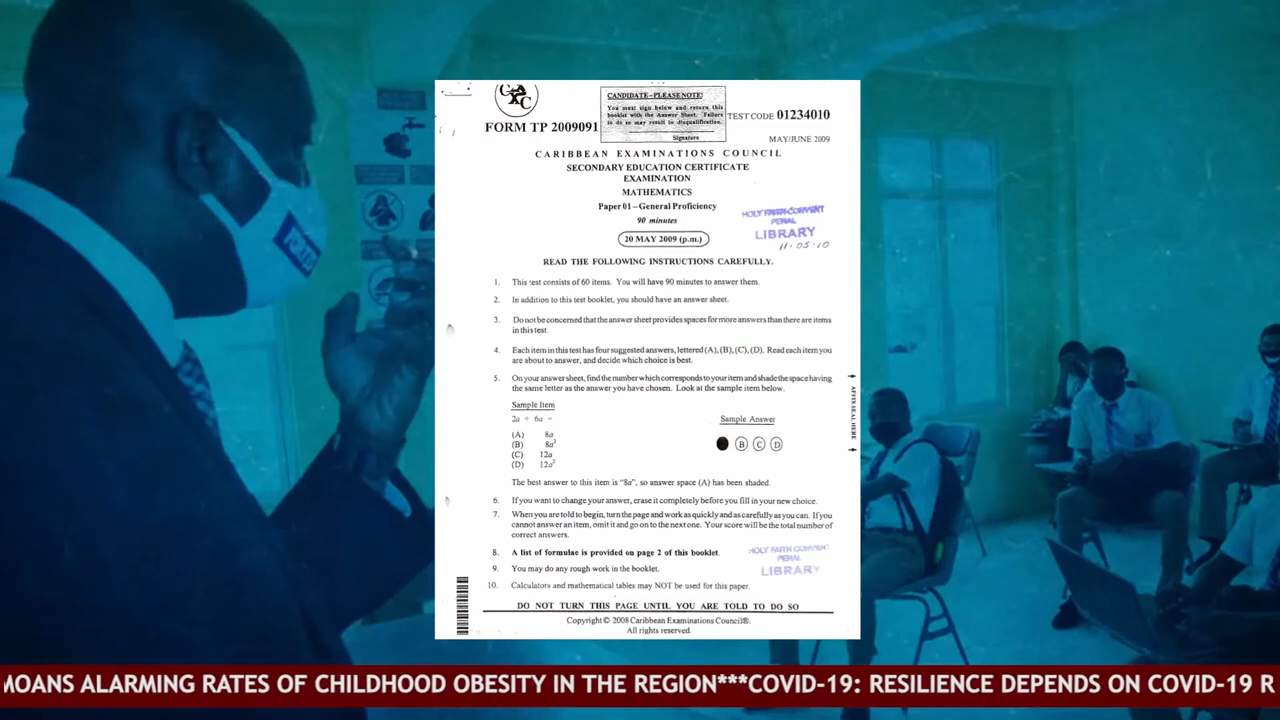 CXC
CANDIDATE – PLEASE NOTE!
You must sign below and return this
booklet with the Answer Sheet. Failure
to do so may result in disqualification.
Signature
TEST CODE 01234010
FORM TP 2009091
MAY/JUNE 2009
CARIBBEAN EXAMINATIONS COUNCIL
SECONDARY EDUCATION CERTIFICATE
EXAMINATION
MATHEMATICS
Paper 01 – General Proficiency
90 minutes
20 MAY 2009 (p.m.)
HOLY FAITH CONVENT
PENAL
LIBRARY
11-05-10
READ THE FOLLOWING INSTRUCTIONS CAREFULLY.
1. This test consists of 60 items. You will have 90 minutes to answer them.
2. In addition to this test booklet, you should have an answer sheet.
3. Do not be concerned that the answer sheet provides spaces for more answers than there are items
in this test.
4. Each item in this test has four suggested answers, lettered (A), (B), (C), (D). Read each item you
are about to answer, and decide which choice is best.
5. On your answer sheet, find the number which corresponds to your item and shade the space having
the same letter as the answer you have chosen. Look at the sample item below.
Sample Item
2a + 6a =
Sample Answer
(A) 8a
(B) 8a²
(C) 12a
(D) 12a²
B C D
AFFIX SEAL HERE
The best answer to this item is "8a", so answer space (A) has been shaded.
6. If you want to change your answer, erase it completely before you fill in your new choice.
7. When you are told to begin, turn the page and work as quickly and as carefully as you can. If you
cannot answer an item, omit it and go on to the next one. Your score will be the total number of
correct answers.
8. A list of formulae is provided on page 2 of this booklet.
HOLY FAITH CONVENT
PENAL
LIBRARY
9. You may do any rough work in the booklet.
10. Calculators and mathematical tables may NOT be used for this paper.
DO NOT TURN THIS PAGE UNTIL YOU ARE TOLD TO DO SO
Copyright © 2008 Caribbean Examinations Council®.
All rights reserved.
MOANS ALARMING RATES OF CHILDHOOD OBESITY IN THE REGION***COVID-19: RESILIENCE DEPENDS ON COVID-19 R